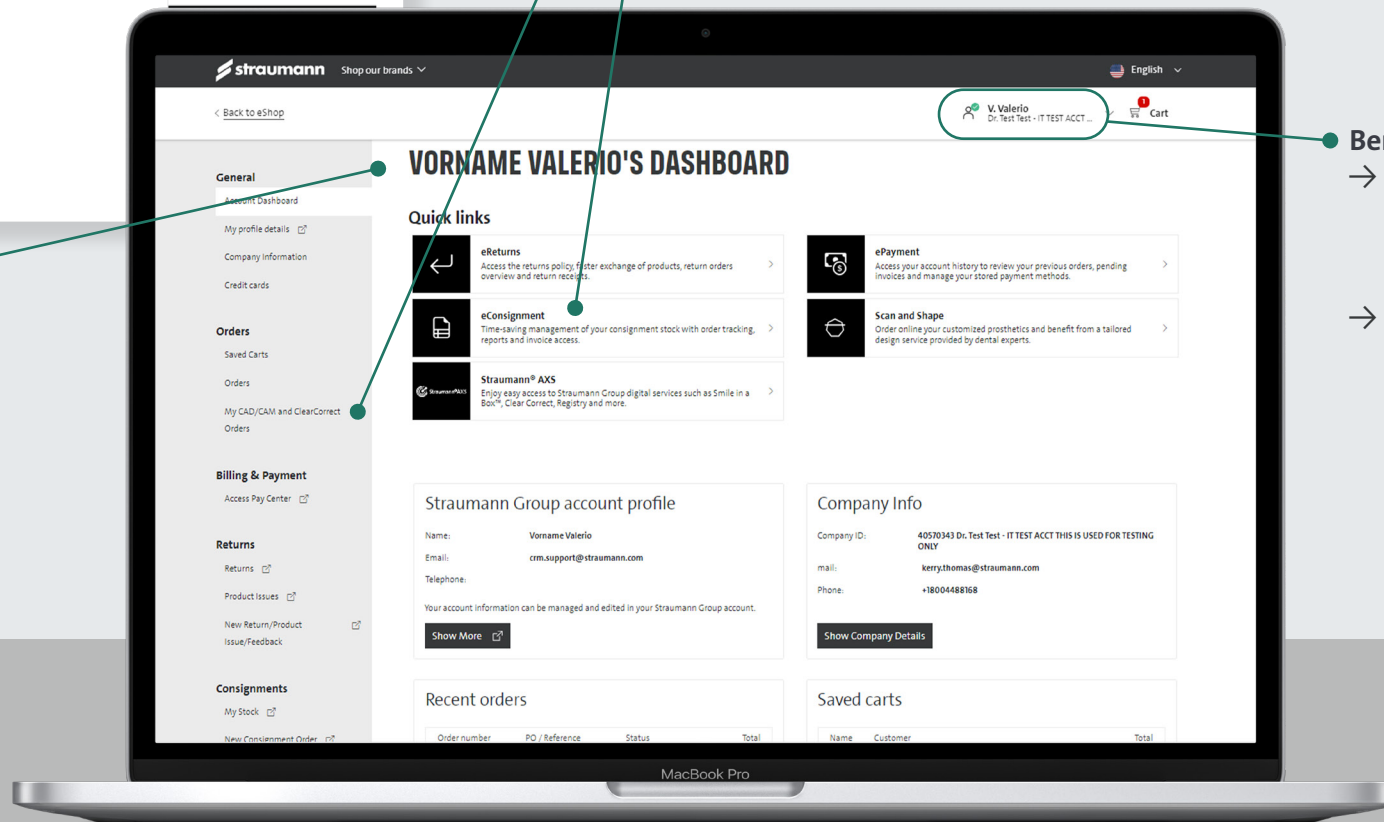 straumann Shop our brands English
Back to eShop
V. Valerio
Dr. Test Test - IT TEST ACCT ...
1
Cart
General
Account Dashboard
My profile details
Company Information
Credit cards
Orders
Saved Carts
Orders
My CAD/CAM and ClearCorrect
Orders
Billing & Payment
Access Pay Center
Returns
Returns
Product Issues
New Return/Product
Issue/Feedback
Consignments
My Stock
New Consignment Order
VORNAME VALERIO'S DASHBOARD
Quick links
eReturns
Access the returns policy, faster exchange of products, return orders
overview and return receipts.
ePayment
Access your account history to review your previous orders, pending
invoices and manage your stored payment methods.
eConsignment
Time-saving management of your consignment stock with order tracking,
reports and invoice access.
Scan and Shape
Order online your customized prosthetics and benefit from a tailored
design service provided by dental experts.
Straumann® AXS
Straumann® AXS
Enjoy easy access to Straumann Group digital services such as Smile in a
Box™, Clear Correct, Registry and more.
Straumann Group account profile
Name: Vorname Valerio
Email: crm.support@straumann.com
Telephone:
Your account information can be managed and edited in your Straumann Group account.
Show More
Company Info
Company ID: 40570343 Dr. Test Test - IT TEST ACCT THIS IS USED FOR TESTING
ONLY
mail: kerry.thomas@straumann.com
Phone: +18004488168
Show Company Details
Recent orders
Order number PO / Reference Status Total
Saved carts
Name Customer Total
MacBook Pro